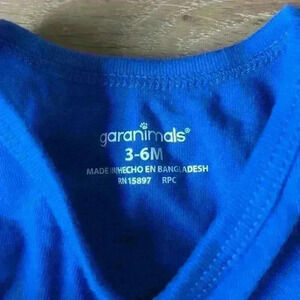 garanimals®
3-6M
MADE IN/HECHO EN BANGLADESH
RN 15897 RPC